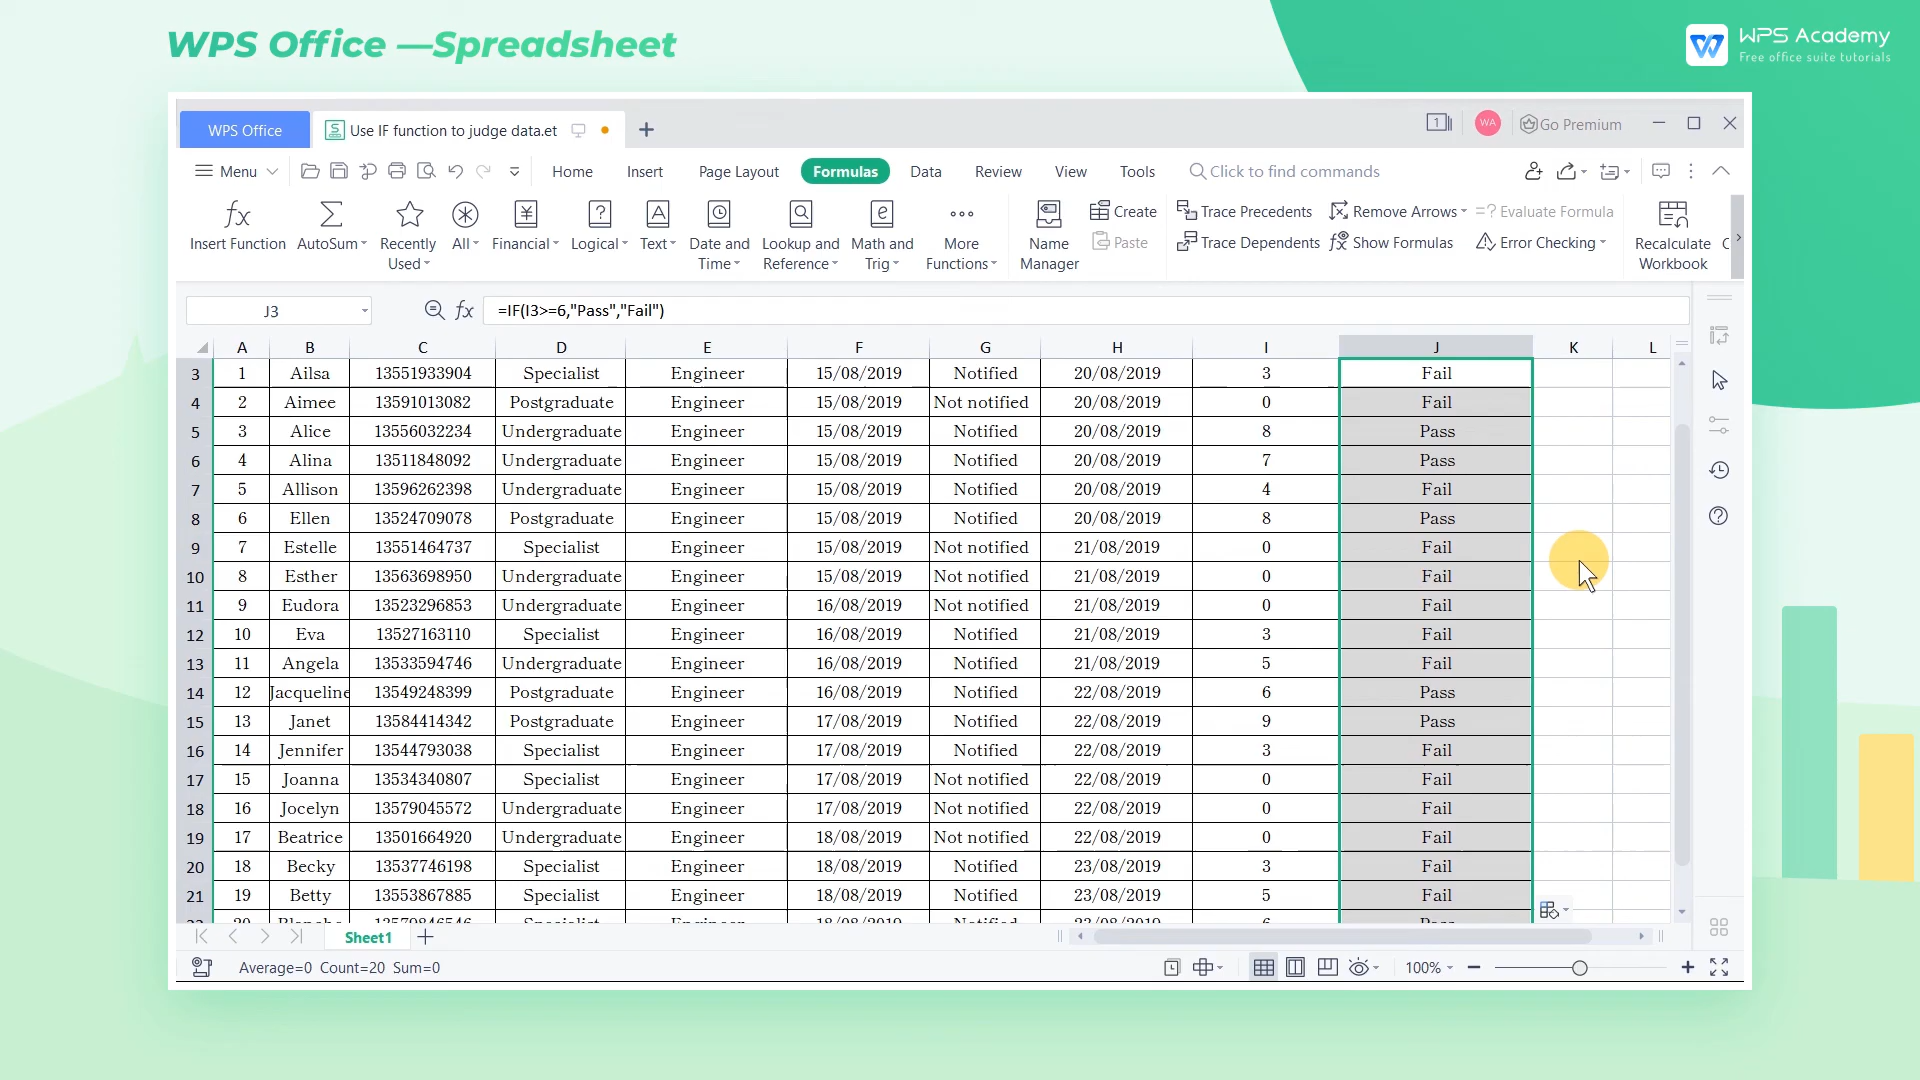 WPS Office —Spreadsheet
WPS Academy
Free office suite tutorials
WPS Office
Use IF function to judge data.et
1
WA
Go Premium
Menu
Home
Insert
Page Layout
Formulas
Data
Review
View
Tools
Click to find commands
Insert Function
AutoSum
Recently Used
All
Financial
Logical
Text
Date and Time
Lookup and Reference
Math and Trig
More Functions
Name Manager
Create
Paste
Trace Precedents
Trace Dependents
Remove Arrows
Show Formulas
=? Evaluate Formula
Error Checking
Recalculate Workbook
J3
fx
=IF(I3>=6,"Pass","Fail")
A B C D E F G H I J K L
3 1 Ailsa 13551933904 Specialist Engineer 15/08/2019 Notified 20/08/2019 3 Fail
4 2 Aimee 13591013082 Postgraduate Engineer 15/08/2019 Not notified 20/08/2019 0 Fail
5 3 Alice 13556032234 Undergraduate Engineer 15/08/2019 Notified 20/08/2019 8 Pass
6 4 Alina 13511848092 Undergraduate Engineer 15/08/2019 Notified 20/08/2019 7 Pass
7 5 Allison 13596262398 Undergraduate Engineer 15/08/2019 Notified 20/08/2019 4 Fail
8 6 Ellen 13524709078 Postgraduate Engineer 15/08/2019 Notified 20/08/2019 8 Pass
9 7 Estelle 13551464737 Specialist Engineer 15/08/2019 Not notified 21/08/2019 0 Fail
10 8 Esther 13563698950 Undergraduate Engineer 15/08/2019 Not notified 21/08/2019 0 Fail
11 9 Eudora 13523296853 Undergraduate Engineer 16/08/2019 Not notified 21/08/2019 0 Fail
12 10 Eva 13527163110 Specialist Engineer 16/08/2019 Notified 21/08/2019 3 Fail
13 11 Angela 13533594746 Undergraduate Engineer 16/08/2019 Notified 21/08/2019 5 Fail
14 12 Jacqueline 13549248399 Postgraduate Engineer 16/08/2019 Notified 22/08/2019 6 Pass
15 13 Janet 13584414342 Postgraduate Engineer 17/08/2019 Notified 22/08/2019 9 Pass
16 14 Jennifer 13544793038 Specialist Engineer 17/08/2019 Notified 22/08/2019 3 Fail
17 15 Joanna 13534340807 Specialist Engineer 17/08/2019 Not notified 22/08/2019 0 Fail
18 16 Jocelyn 13579045572 Undergraduate Engineer 17/08/2019 Not notified 22/08/2019 0 Fail
19 17 Beatrice 13501664920 Undergraduate Engineer 18/08/2019 Not notified 22/08/2019 0 Fail
20 18 Becky 13537746198 Specialist Engineer 18/08/2019 Notified 23/08/2019 3 Fail
21 19 Betty 13553867885 Specialist Engineer 18/08/2019 Notified 23/08/2019 5 Fail
Sheet1
Average=0 Count=20 Sum=0
100%